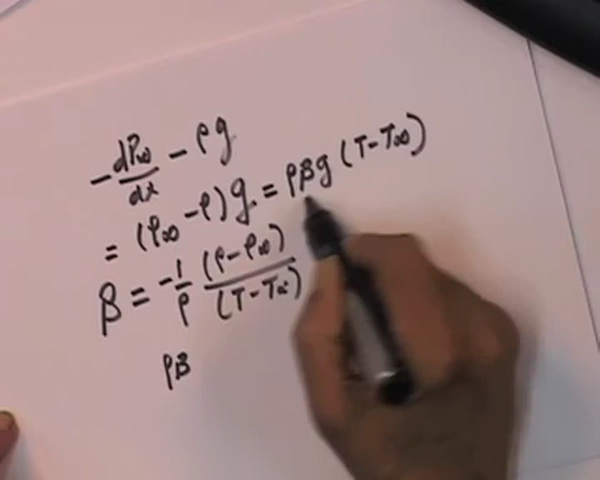 - dP∞/dx - ρg
= (ρ∞ - ρ)g = ρβg (T - T∞)
β = -1/ρ (ρ - ρ∞)/(T - T∞)
ρβ